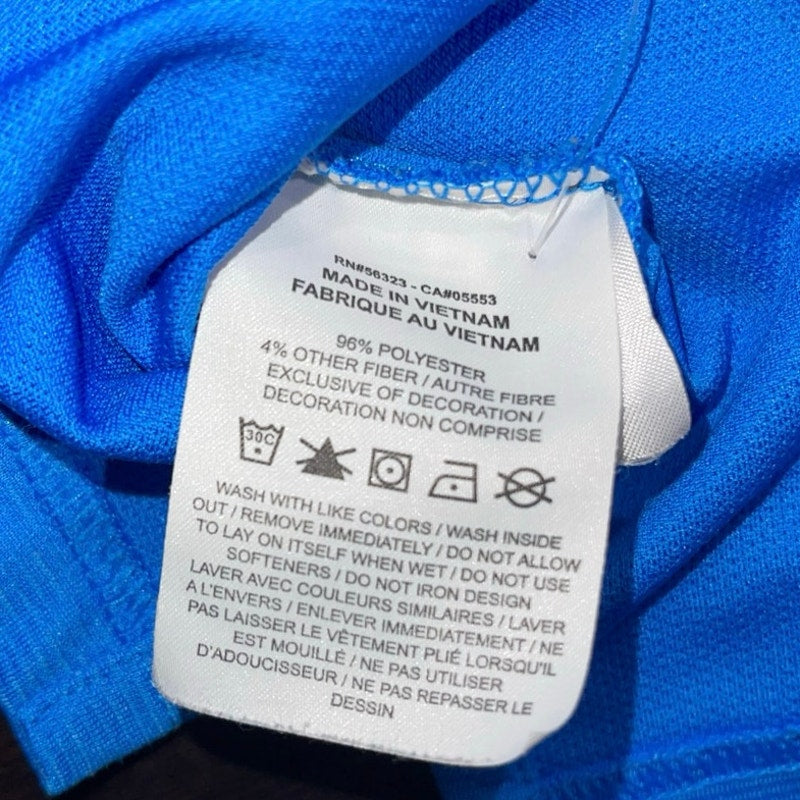 RN#56323 - CA#05553
MADE IN VIETNAM
FABRIQUE AU VIETNAM
96% POLYESTER
4% OTHER FIBER / AUTRE FIBRE
EXCLUSIVE OF DECORATION /
DECORATION NON COMPRISE
30C
WASH WITH LIKE COLORS / WASH INSIDE
OUT / REMOVE IMMEDIATELY / DO NOT ALLOW
TO LAY ON ITSELF WHEN WET / DO NOT USE
SOFTENERS / DO NOT IRON DESIGN
LAVER AVEC COULEURS SIMILAIRES / LAVER
A L'ENVERS / ENLEVER IMMEDIATEMENT / NE
PAS LAISSER LE VÊTEMENT PLIÉ LORSQU'IL
EST MOUILLÉ / NE PAS UTILISER
D'ADOUCISSEUR / NE PAS REPASSER LE
DESSIN